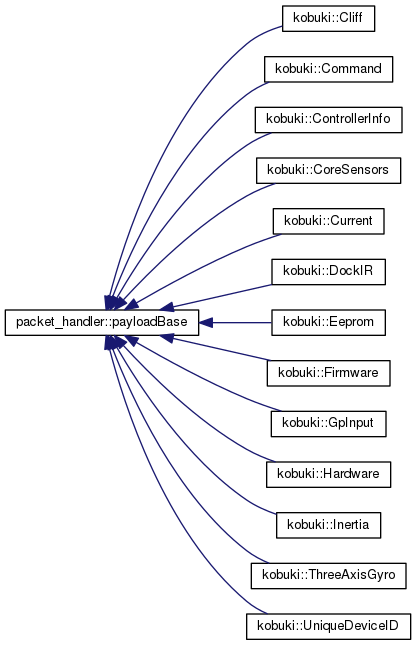 kobuki::Cliff
kobuki::Command
kobuki::ControllerInfo
kobuki::CoreSensors
kobuki::Current
kobuki::DockIR
packet_handler::payloadBase
kobuki::Eeprom
kobuki::Firmware
kobuki::GpInput
kobuki::Hardware
kobuki::Inertia
kobuki::ThreeAxisGyro
kobuki::UniqueDeviceID